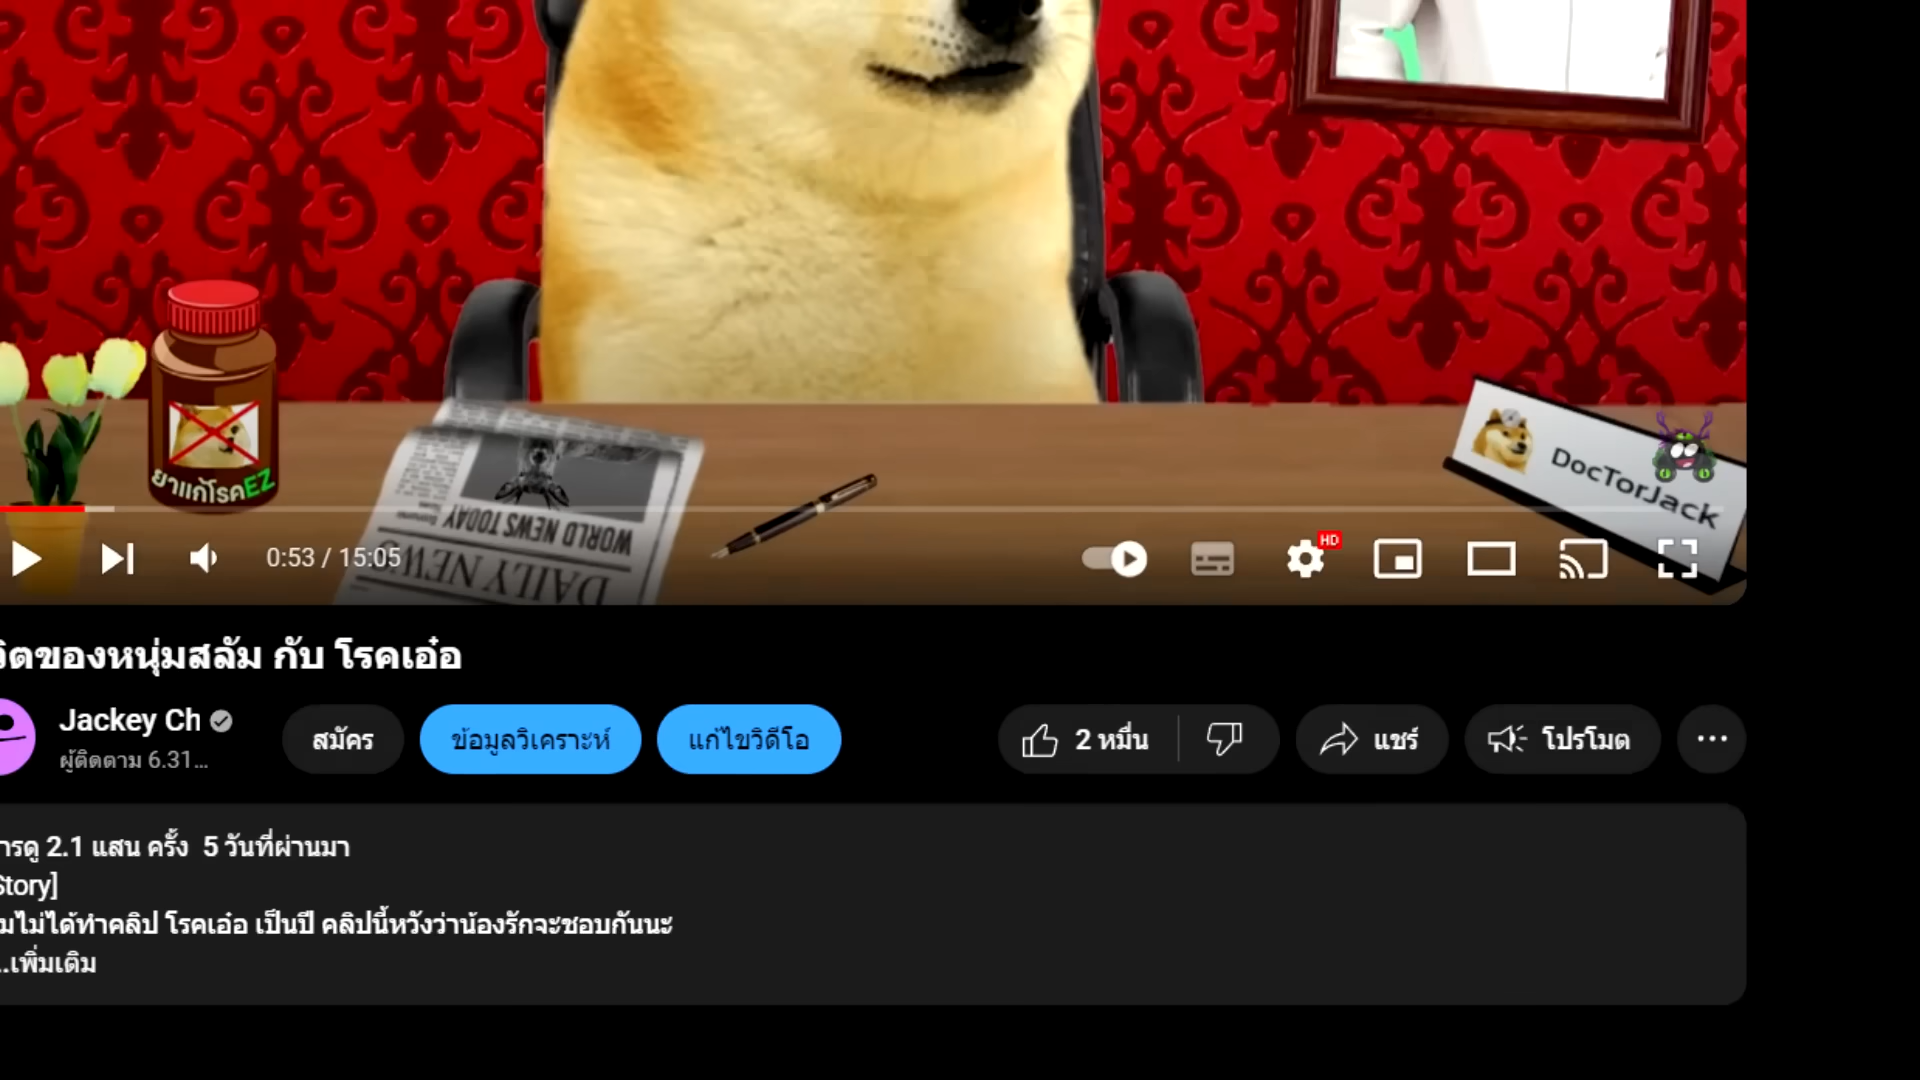 ยาแก้โรคEZ
DocTorJack
WORLD NEWS TODAY
DAILY NEWS
0:53 / 15:05
HD
วิตของหนุ่มสลัม กับ โรคเอ๋อ
Jackey Ch
ผู้ติดตาม 6.31...
สมัคร
ข้อมูลวิเคราะห์
แก้ไขวิดีโอ
2 หมื่น
แชร์
โปรโมต
ารดู 2.1 แสน ครั้ง 5 วันที่ผ่านมา
Story]
มไม่ได้ทำคลิป โรคเอ๋อ เป็นปี คลิปนี้หวังว่าน้องรักจะชอบกันนะ
...เพิ่มเติม